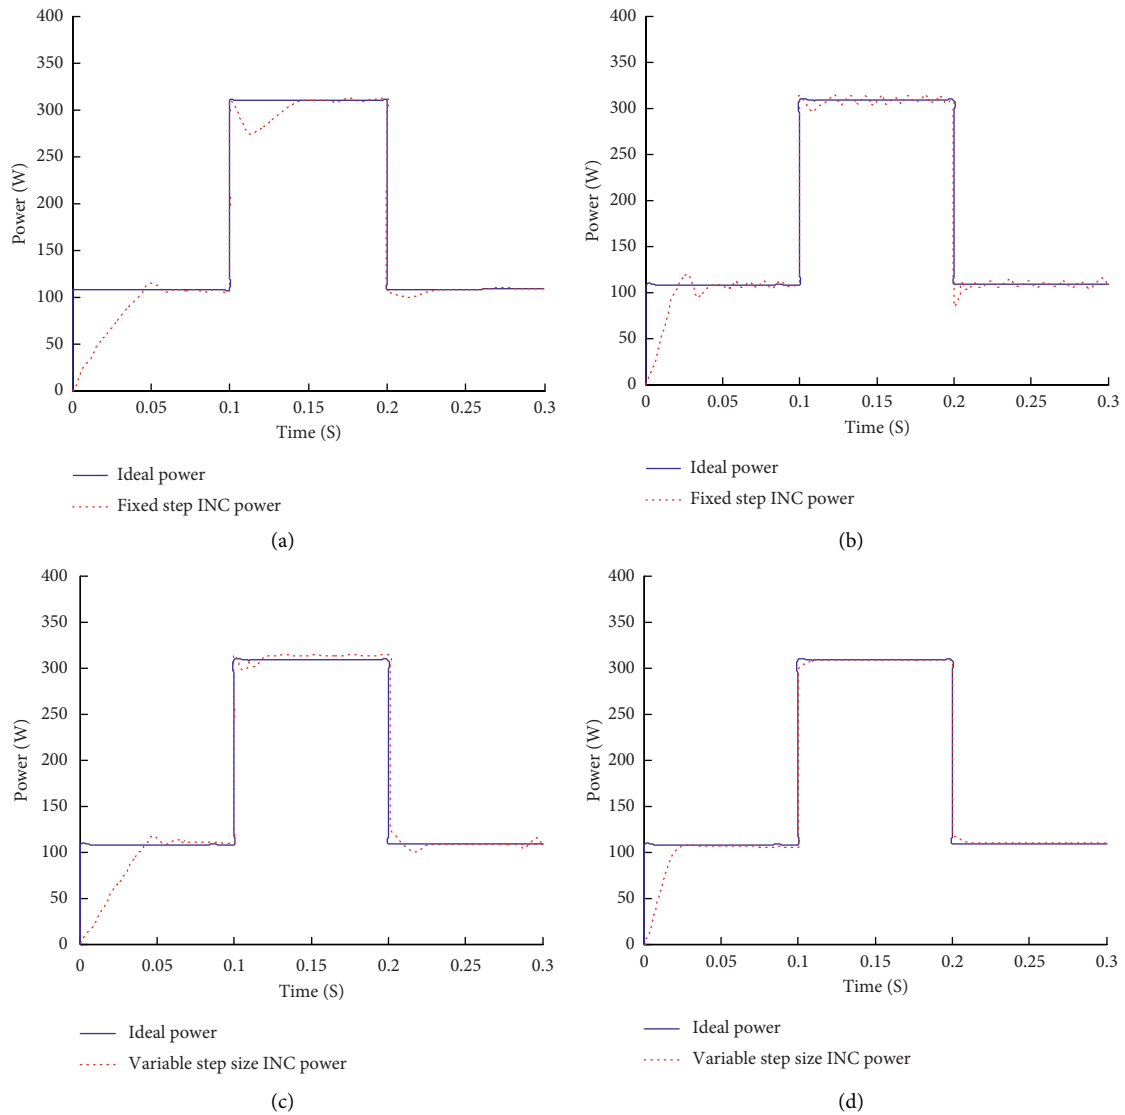 400
350
300
250
200
150
100
50
0
Power (W)
0 0.05 0.1 0.15 0.2 0.25 0.3
Time (S)
Ideal power
Fixed step INC power
(a)
400
350
300
250
200
150
100
50
0
Power (W)
0 0.05 0.1 0.15 0.2 0.25 0.3
Time (S)
Ideal power
Fixed step INC power
(b)
400
350
300
250
200
150
100
50
0
Power (W)
0 0.05 0.1 0.15 0.2 0.25 0.3
Time (S)
Ideal power
Variable step size INC power
(c)
400
350
300
250
200
150
100
50
0
Power (W)
0 0.05 0.1 0.15 0.2 0.25 0.3
Time (S)
Ideal power
Variable step size INC power
(d)